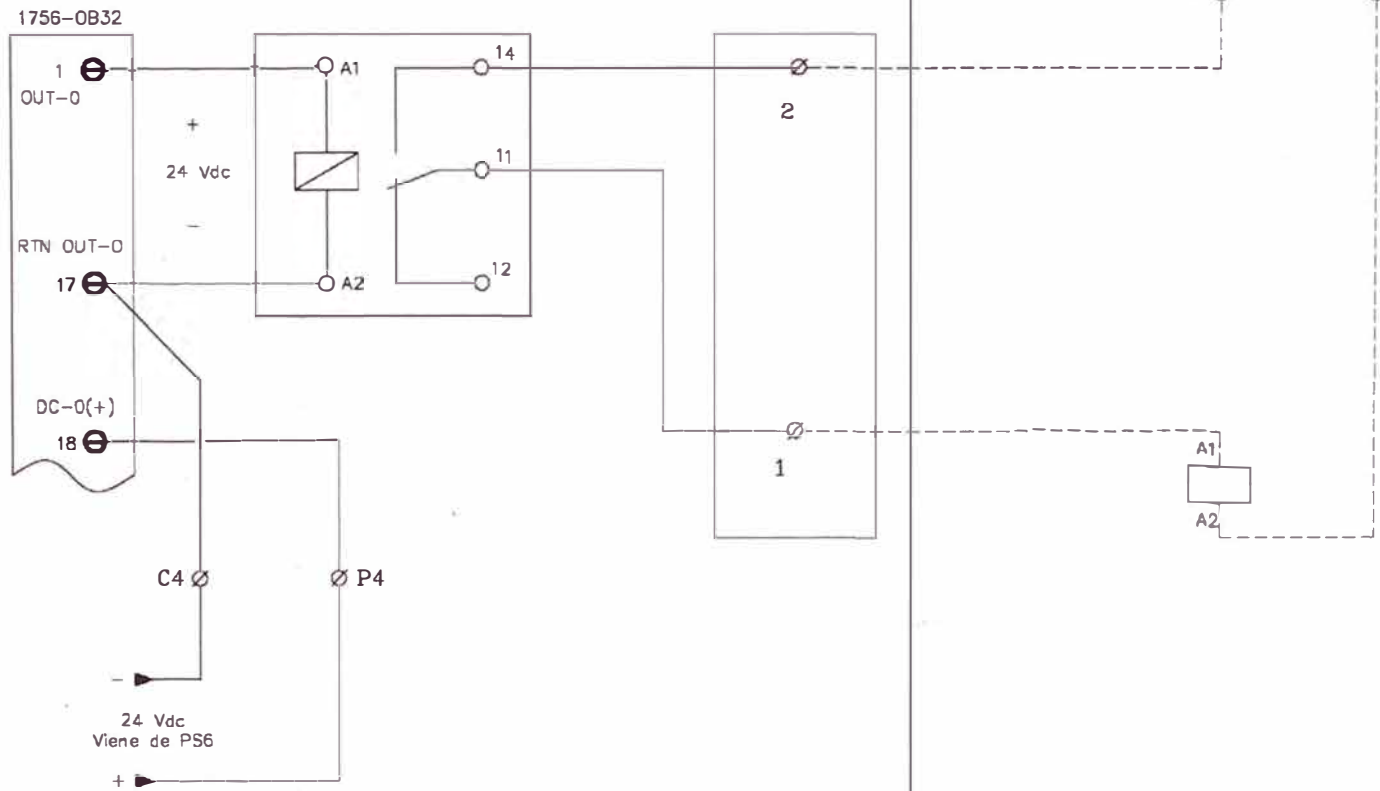 1756-OB32
1
OUT-0
A1
14
2
+
24 Vdc
-
11
RTN OUT-0
17
A2
12
DC-0(+)
18
1
A1
A2
C4
P4
-
24 Vdc
Viene de PS6
+